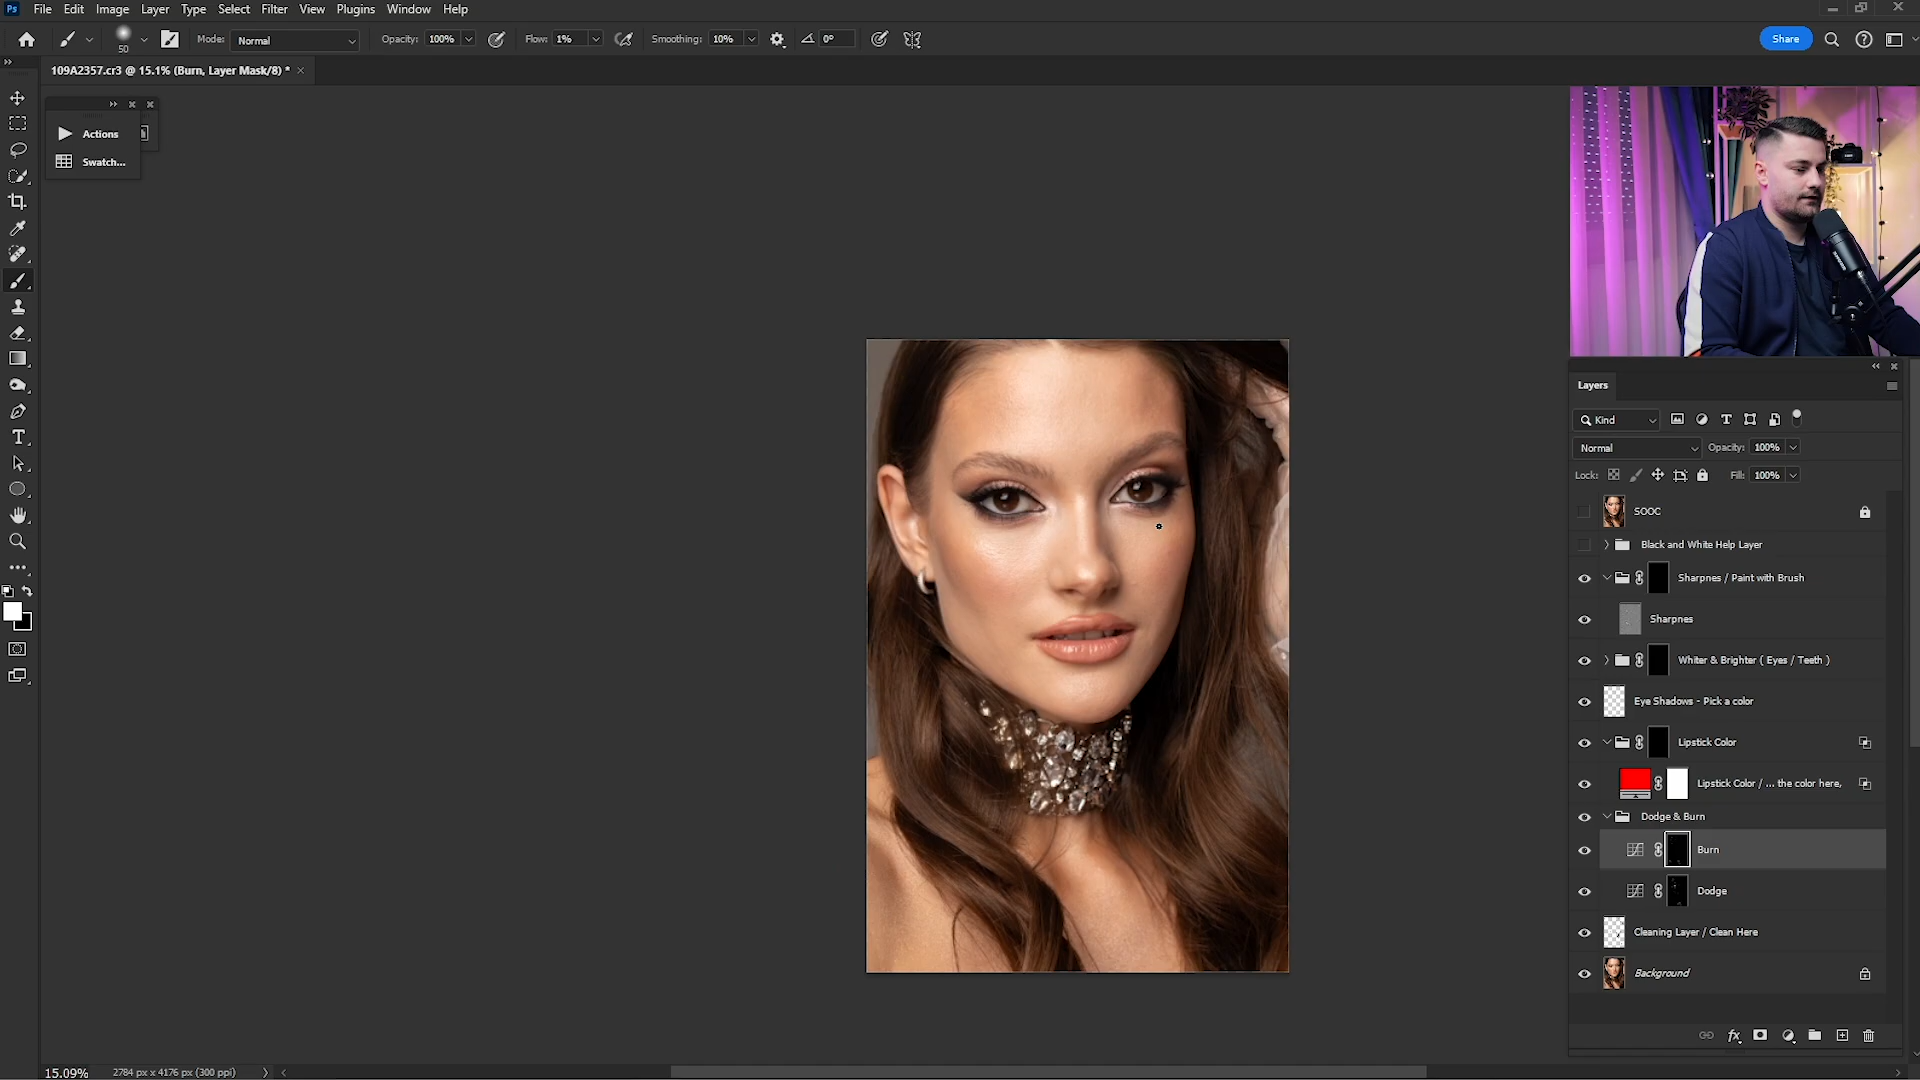 Ps File Edit Image Layer Type Select Filter View Plugins Window Help
50 Mode: Normal Opacity: 100% Flow: 1% Smoothing: 10% 0° Share
109A2357.cr3 @ 15.1% (Burn, Layer Mask/8) *
Actions
Swatch...
Layers
Kind
Normal Opacity: 100%
Lock: Fill: 100%
SOOC
Black and White Help Layer
Sharpnes / Paint with Brush
Sharpnes
Whiter & Brighter ( Eyes / Teeth )
Eye Shadows - Pick a color
Lipstick Color
Lipstick Color / ... the color here,
Dodge & Burn
Burn
Dodge
Cleaning Layer / Clean Here
Background
15.09% 2784 px x 4176 px (300 ppi)